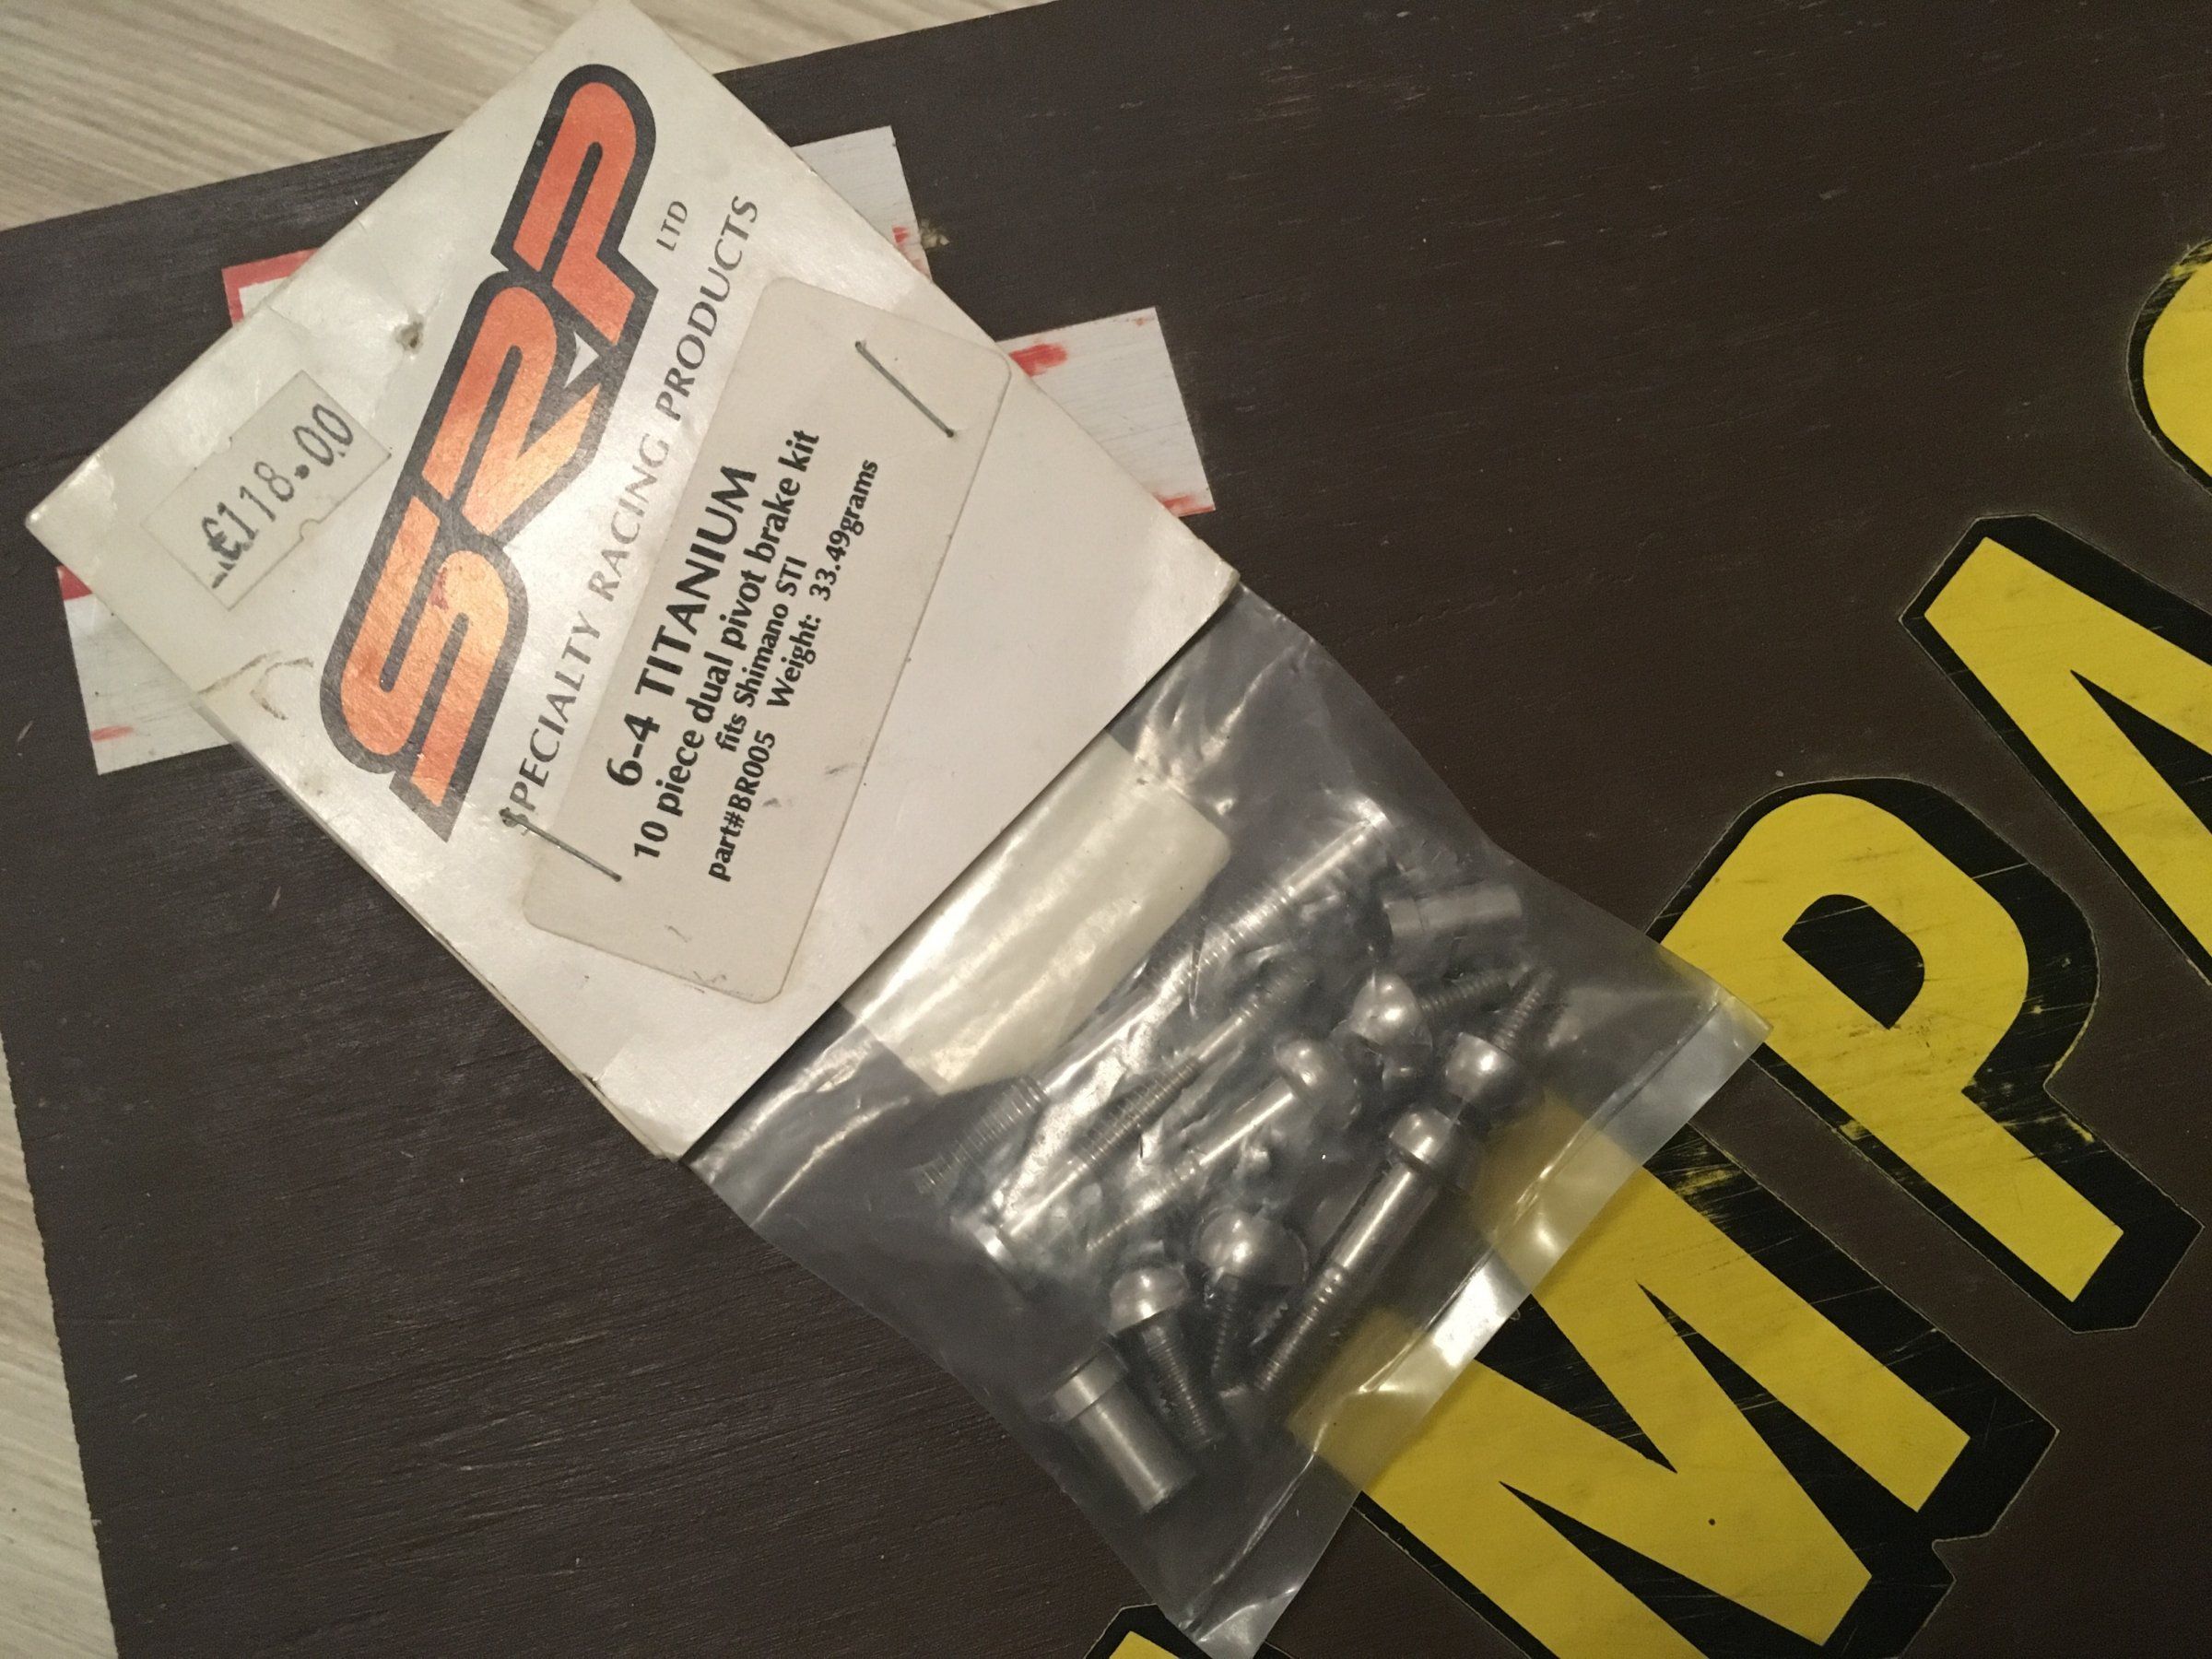 £118.00
SRP
LTD
SPECIALTY RACING PRODUCTS
6-4 TITANIUM
10 piece dual pivot brake kit
fits Shimano STI
part#BR005 Weight: 33.49grams
MPA